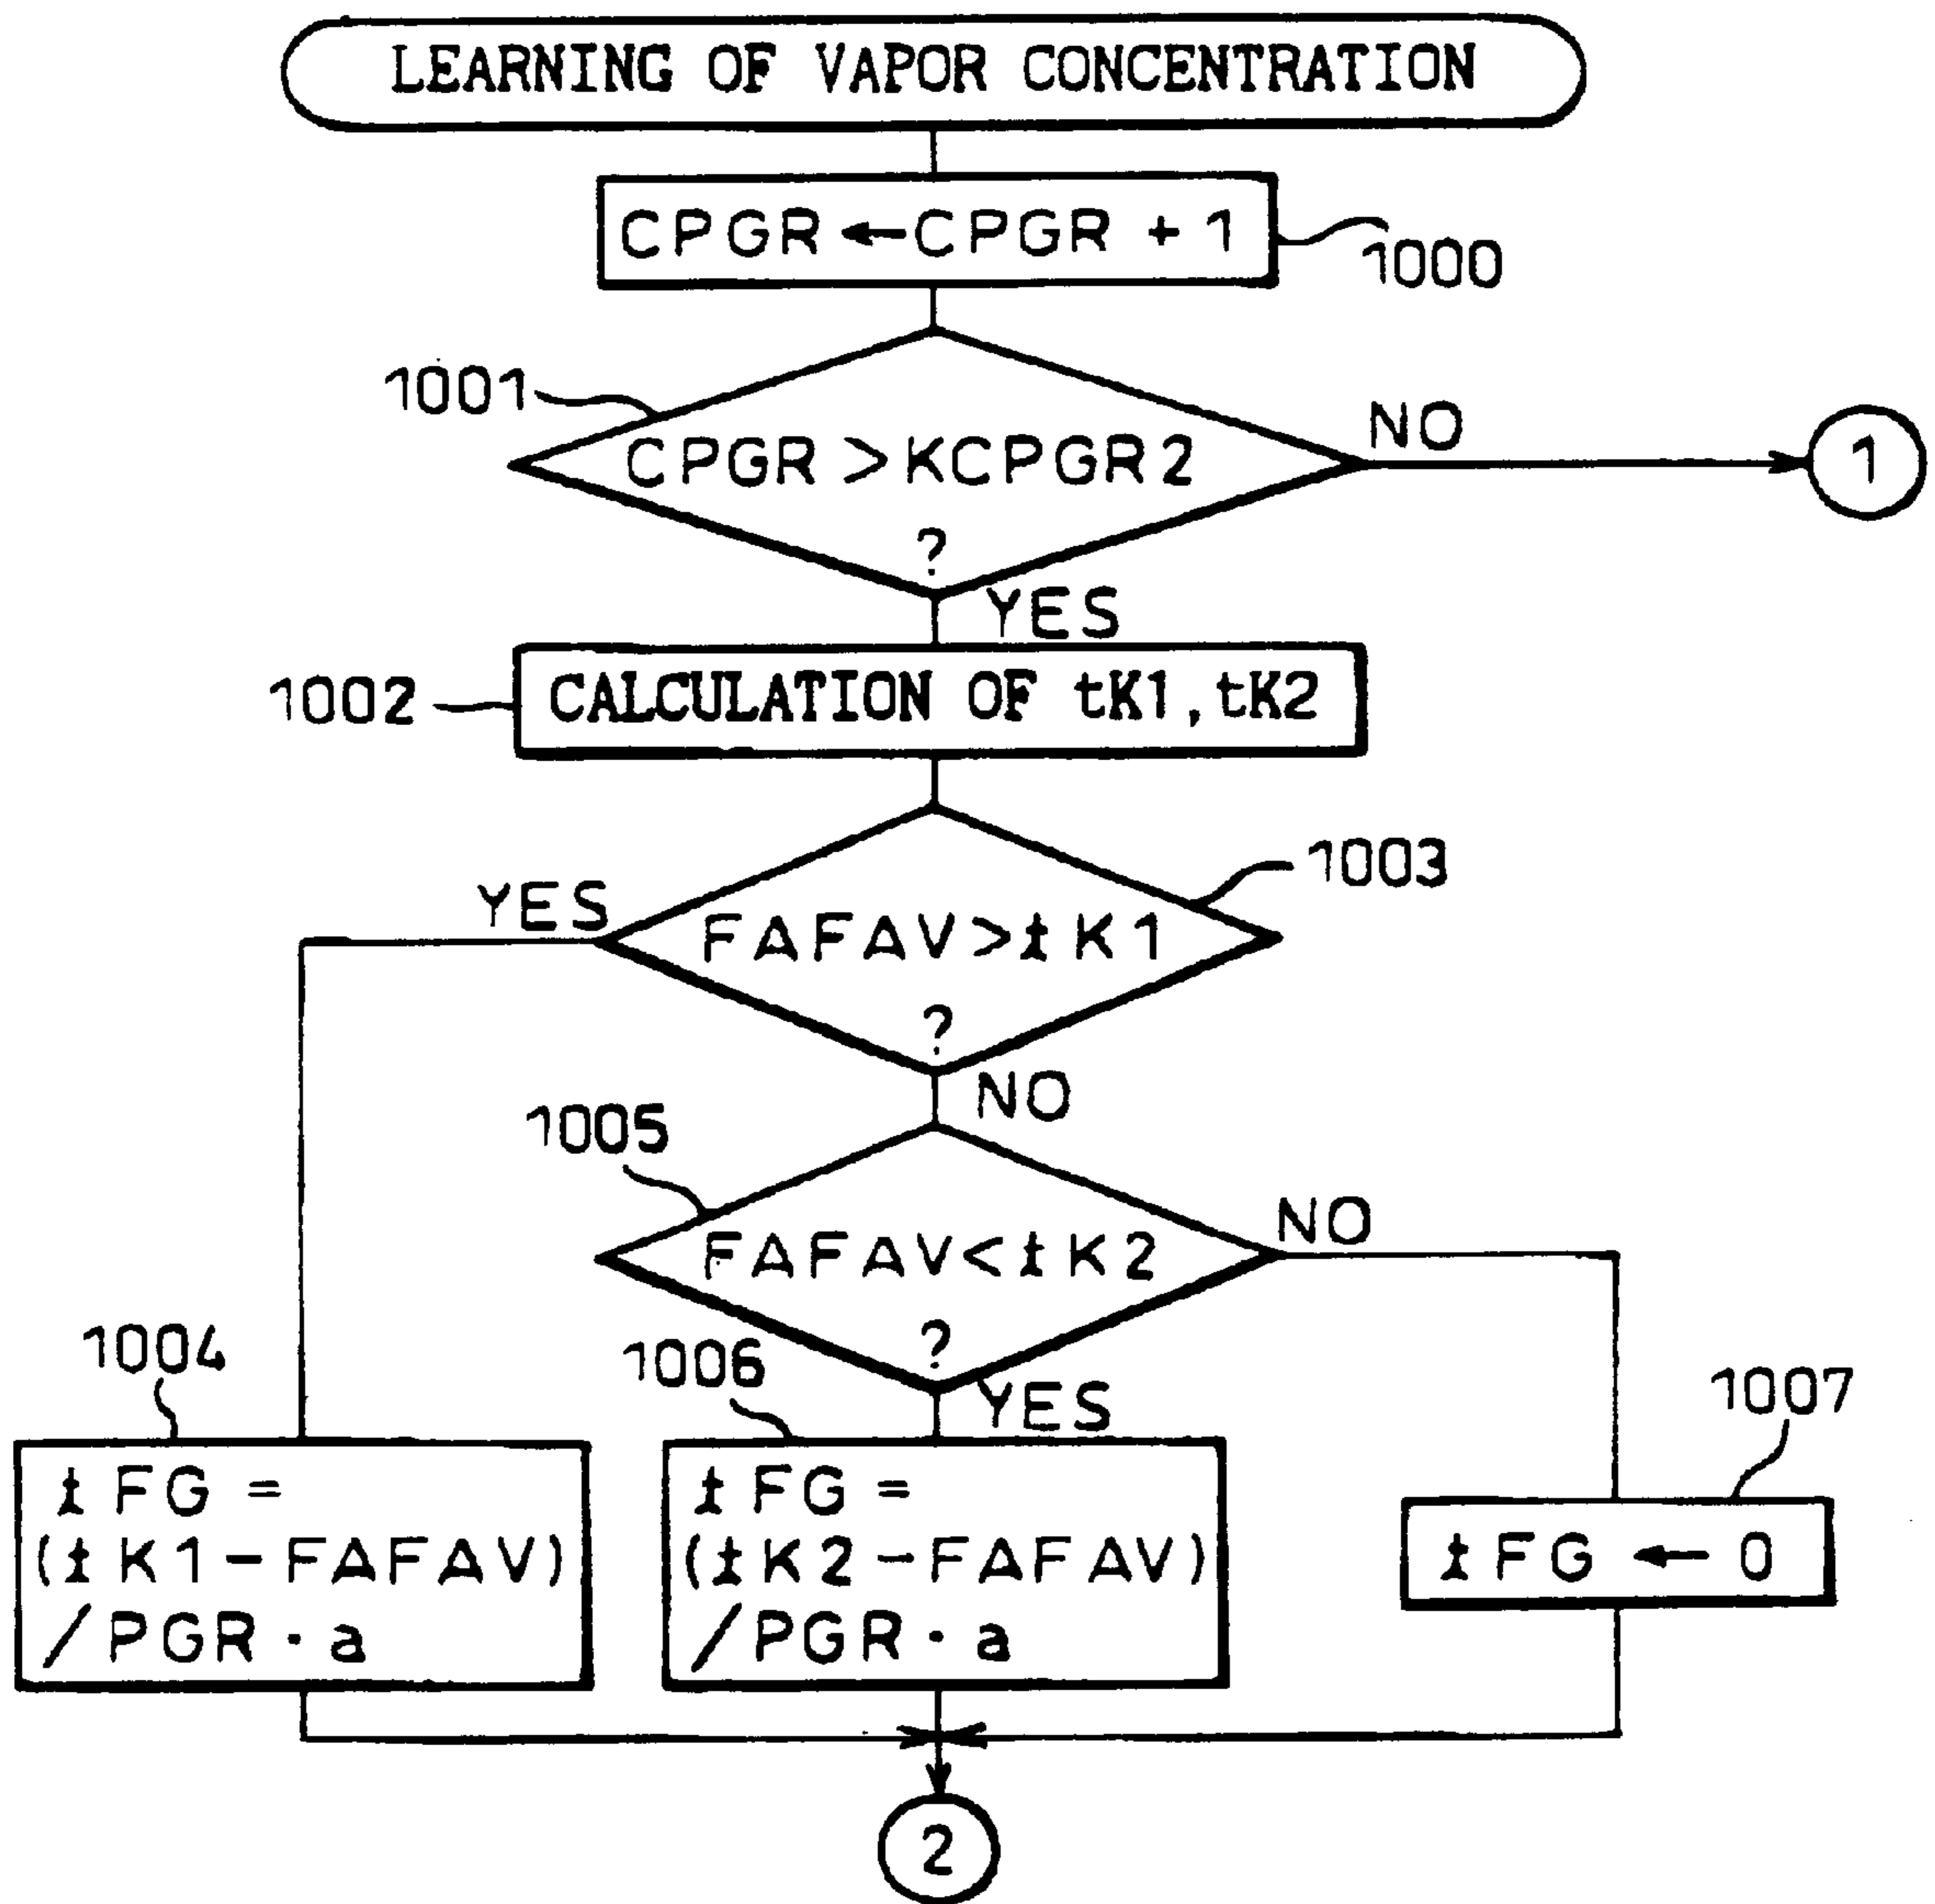 LEARNING OF VAPOR CONCENTRATION
CPGR ← CPGR + 1
1000
1001
CPGR > KCPGR2
?
NO
1
YES
1002
CALCULATION OF tK1, tK2
1003
YES
FAFAV > tK1
?
NO
1005
FAFAV < tK2
?
NO
YES
1004
tFG =
(tK1 – FAFAV)
/PGR · a
1006
tFG =
(tK2 – FAFAV)
/PGR · a
1007
tFG ← 0
2